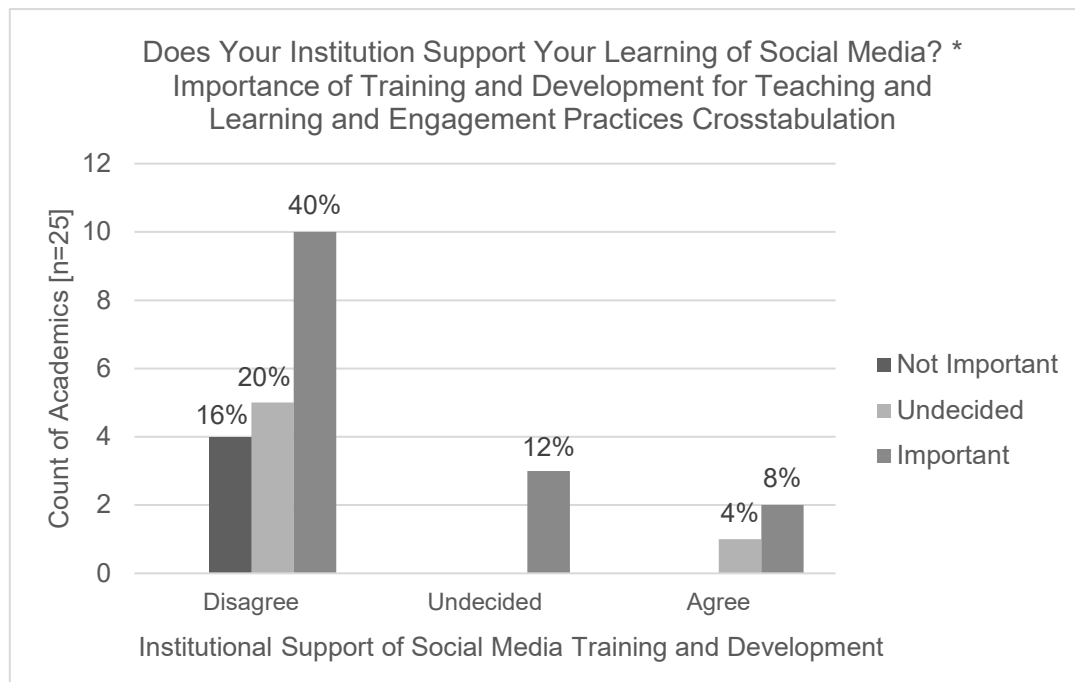 Does Your Institution Support Your Learning of Social Media? *
Importance of Training and Development for Teaching and
Learning and Engagement Practices Crosstabulation
Count of Academics [n=25]
12
10
8
6
4
2
0
16%
20%
40%
12%
4%
8%
Disagree
Undecided
Agree
Institutional Support of Social Media Training and Development
Not Important
Undecided
Important